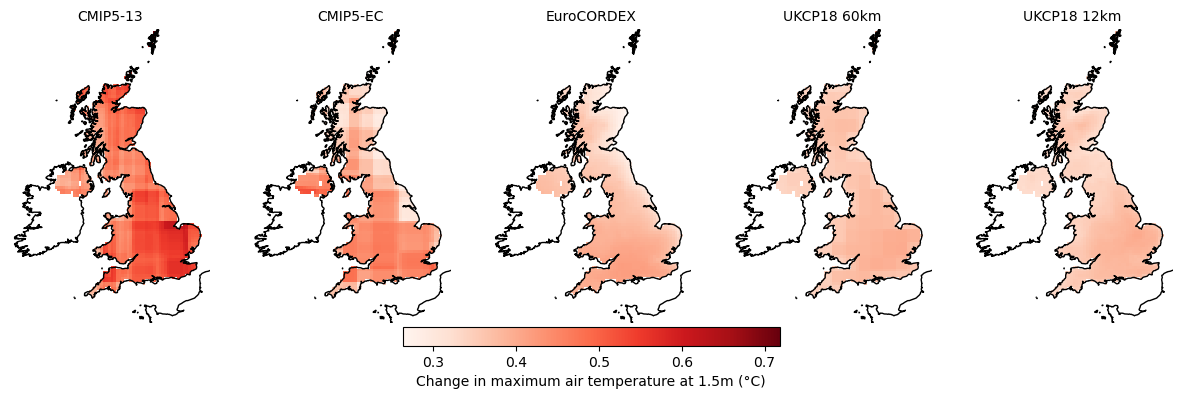 CMIP5-13
CMIP5-EC
EuroCORDEX
UKCP18 60km
UKCP18 12km
0.3
0.4
0.5
0.6
0.7
Change in maximum air temperature at 1.5m (°C)